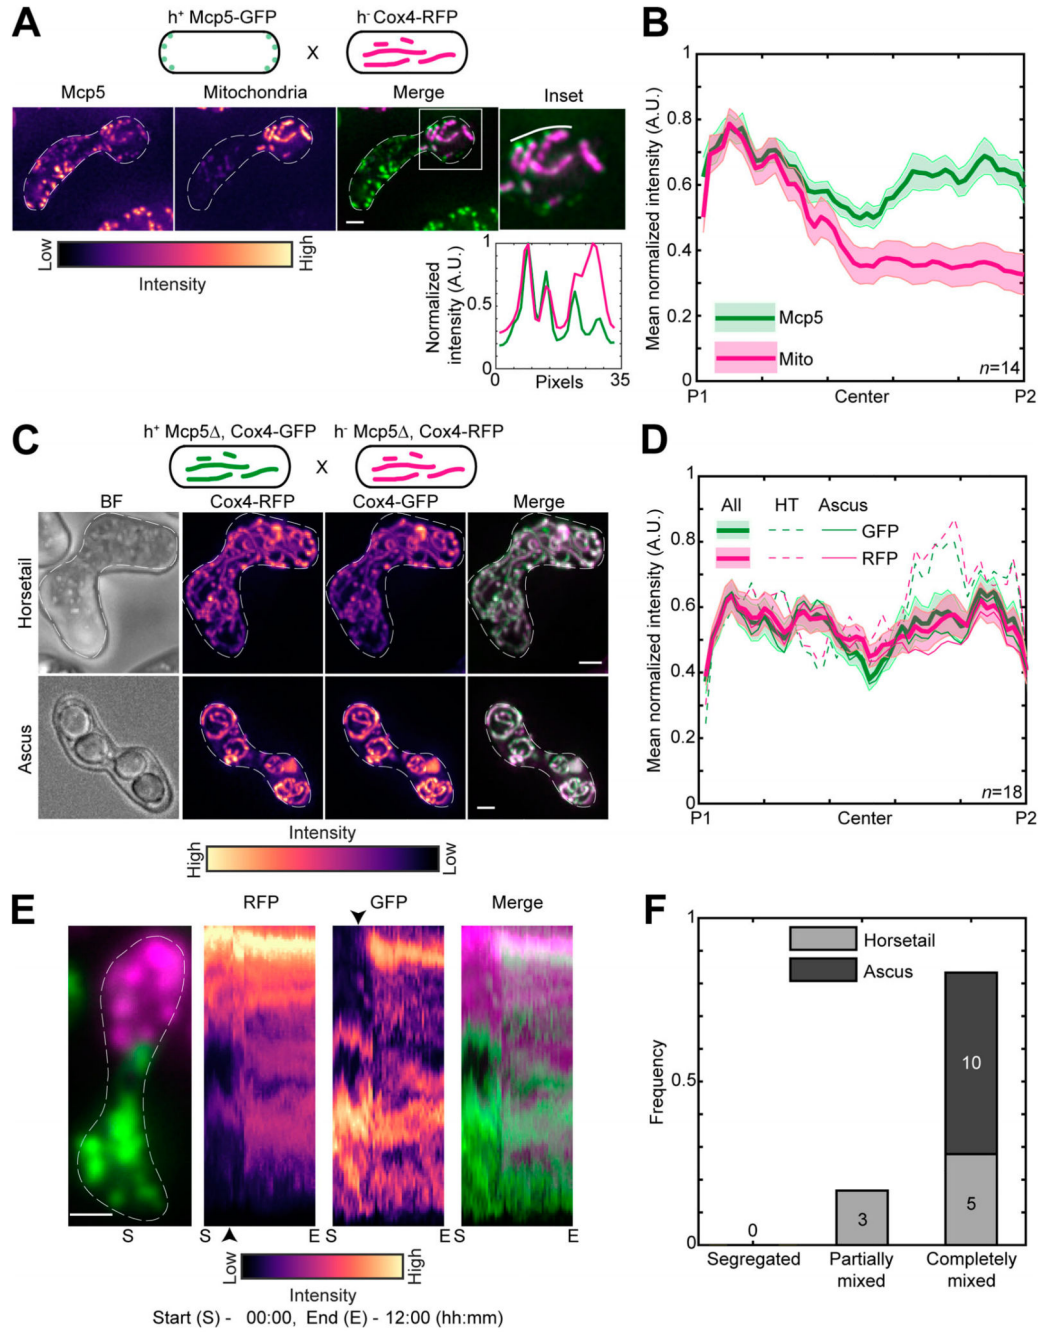 A
h+ Mcp5-GFP
X
h- Cox4-RFP
Mcp5
Mitochondria
Merge
Inset
Low
High
Intensity
Normalized
intensity (A.U.)
1
0.5
0
0
Pixels
35
B
Mean normalized intensity (A.U.)
1
0.8
0.6
0.4
0.2
0
Mcp5
Mito
n=14
P1
Center
P2
C
h+ Mcp5Δ, Cox4-GFP
X
h- Mcp5Δ, Cox4-RFP
BF
Cox4-RFP
Cox4-GFP
Merge
Horsetail
Ascus
Intensity
High
Low
D
Mean normalized intensity (A.U.)
1
0.8
0.6
0.4
0.2
0
All HT Ascus
GFP
RFP
n=18
P1
Center
P2
E
RFP
GFP
Merge
S
S
E
S
E
S
E
Low
High
Intensity
Start (S) - 00:00, End (E) - 12:00 (hh:mm)
F
Frequency
1
0.5
0
Horsetail
Ascus
0
3
10
5
Segregated
Partially
mixed
Completely
mixed